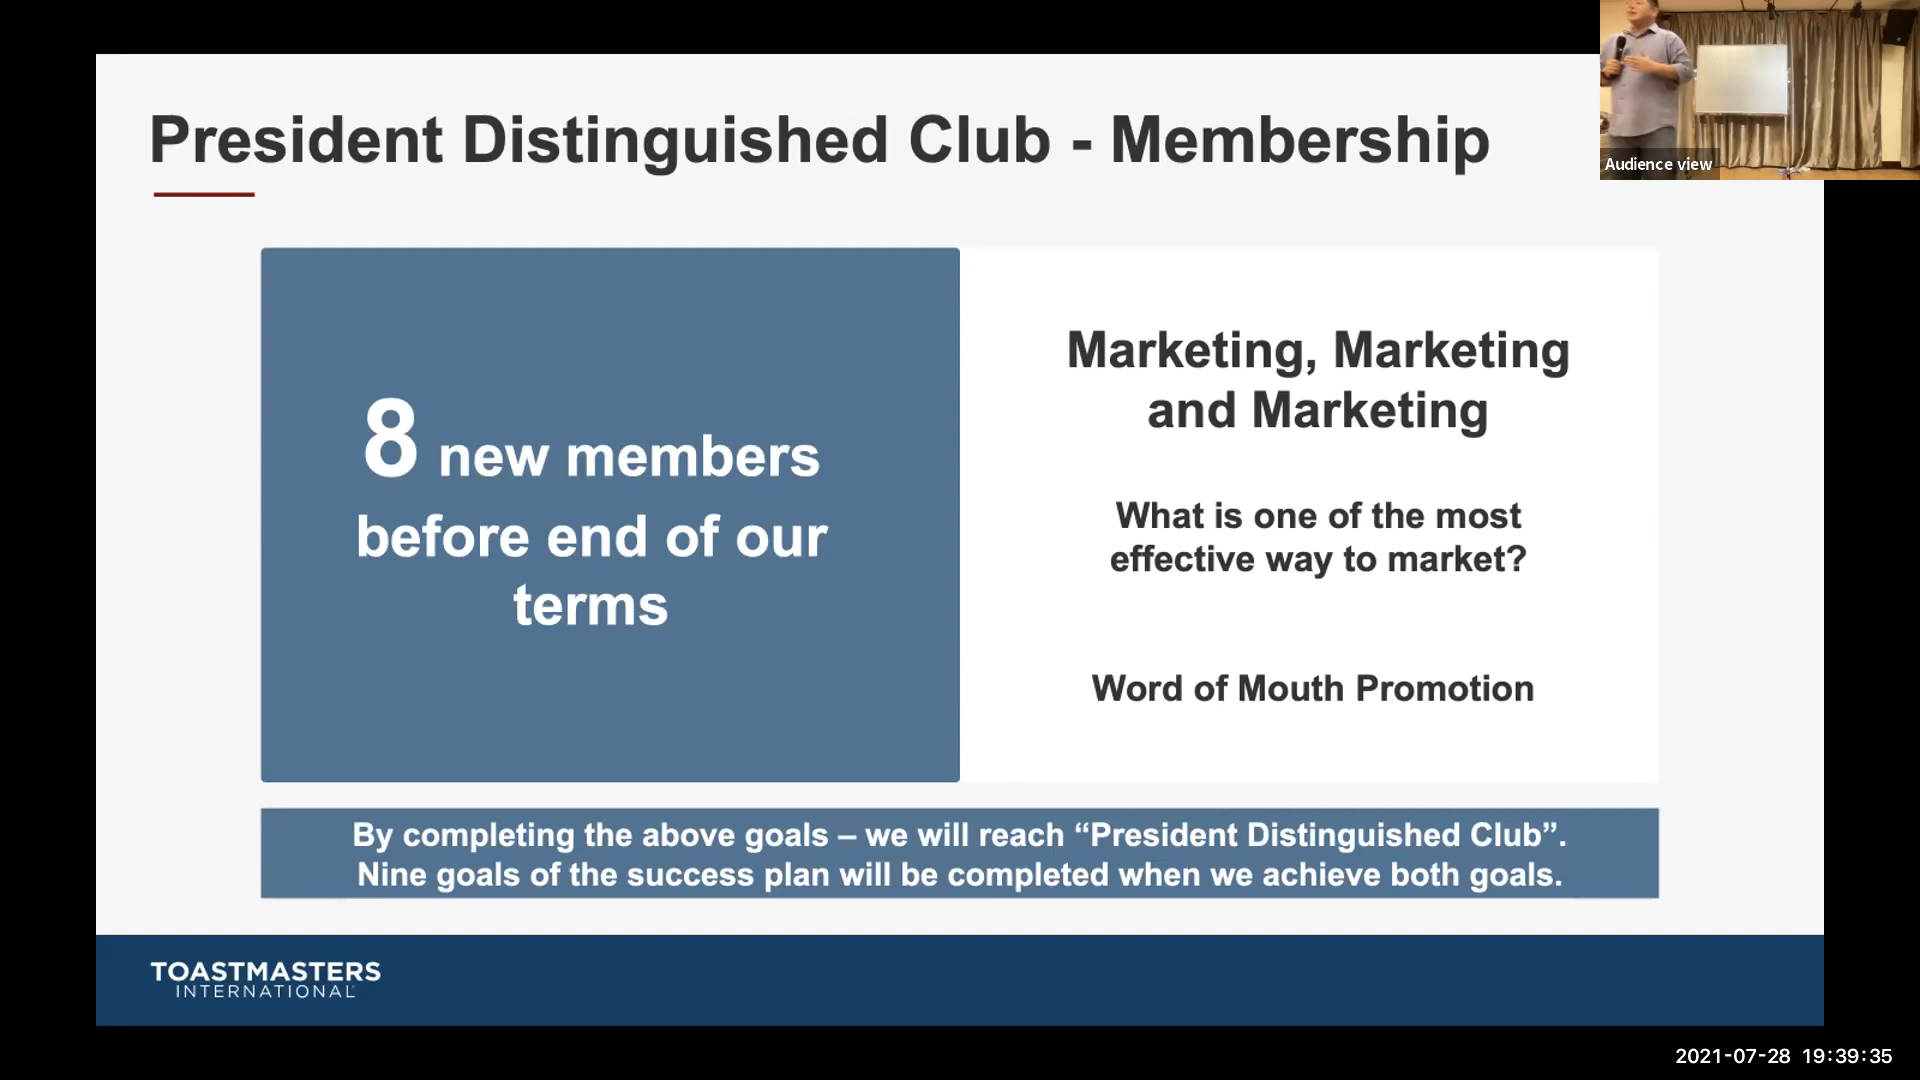 President Distinguished Club - Membership
Audience view
8 new members
before end of our
terms
Marketing, Marketing
and Marketing
What is one of the most
effective way to market?
Word of Mouth Promotion
By completing the above goals – we will reach “President Distinguished Club”.
Nine goals of the success plan will be completed when we achieve both goals.
TOASTMASTERS
INTERNATIONAL
2021-07-28 19:39:35